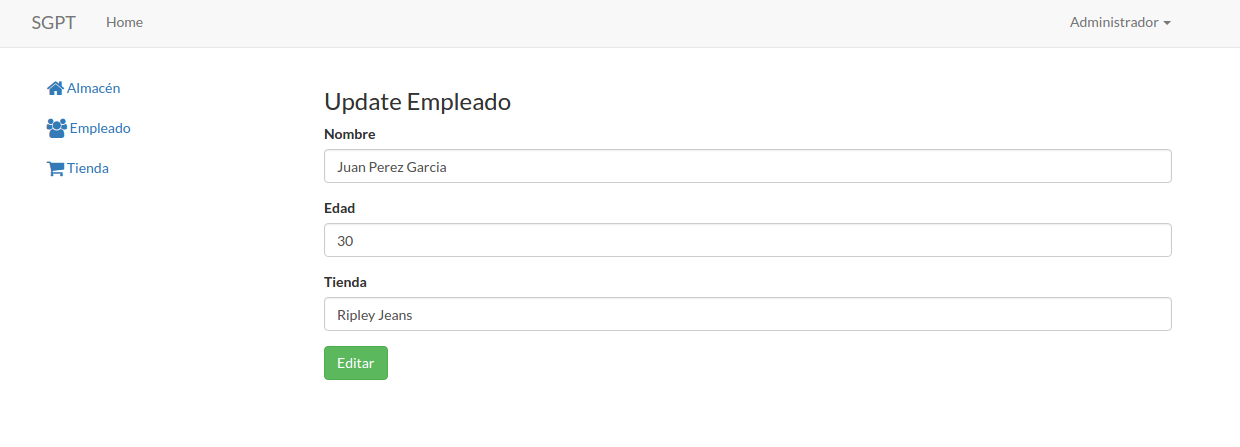 SGPT Home Administrador
Almacén
Empleado
Tienda
Update Empleado
Nombre
Juan Perez Garcia
Edad
30
Tienda
Ripley Jeans
Editar